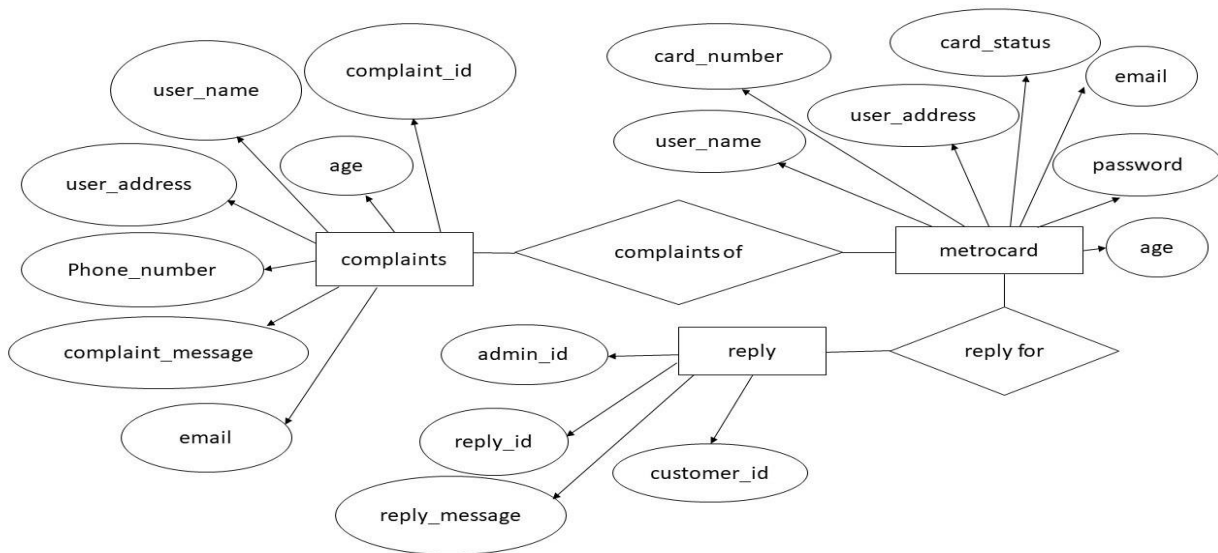 card_status
card_number
complaint_id
email
user_name
user_address
user_name
age
password
user_address
complaints of
metrocard
age
complaints
Phone_number
complaint_message
admin_id
reply
reply for
email
reply_id
customer_id
reply_message